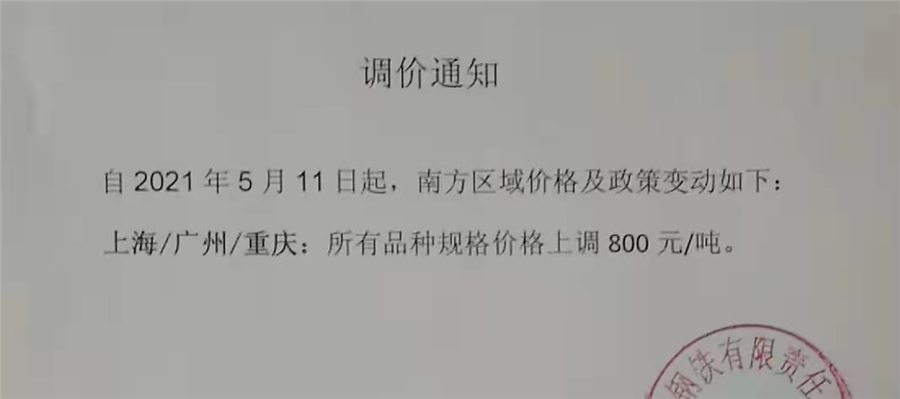 调价通知
自 2021 年 5 月 11 日起，南方区域价格及政策变动如下：
上海/广州/重庆：所有品种规格价格上调 800 元/吨。
钢铁有限责任